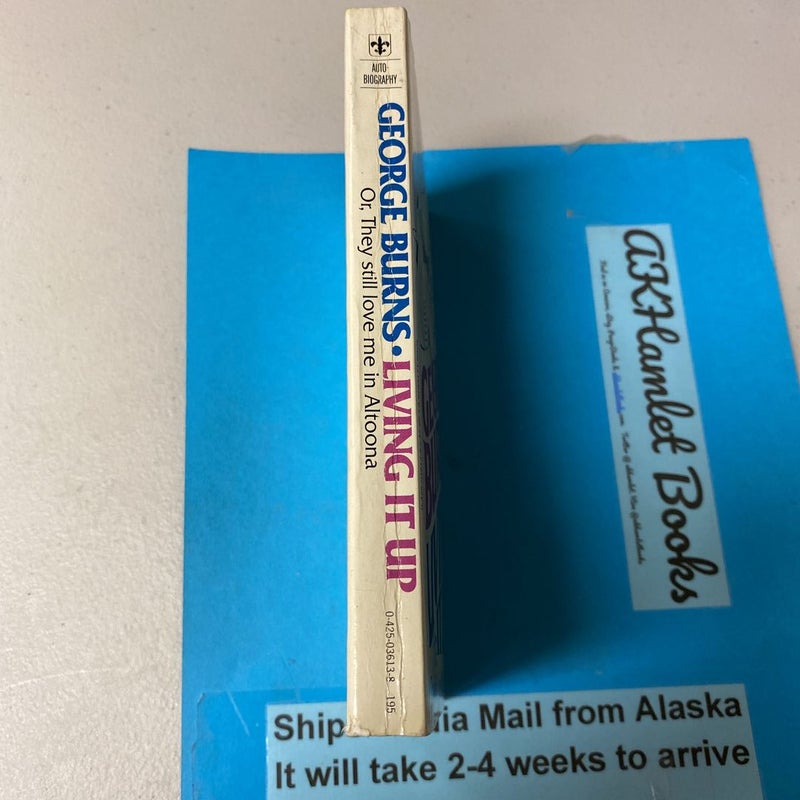 AUTO-
BIOGRAPHY
GEORGE BURNS • LIVING IT UP
Or, They still love me in Altoona
0-425-03613-8 195
AKHamlet Books
Ship ia Mail from Alaska
It will take 2-4 weeks to arrive